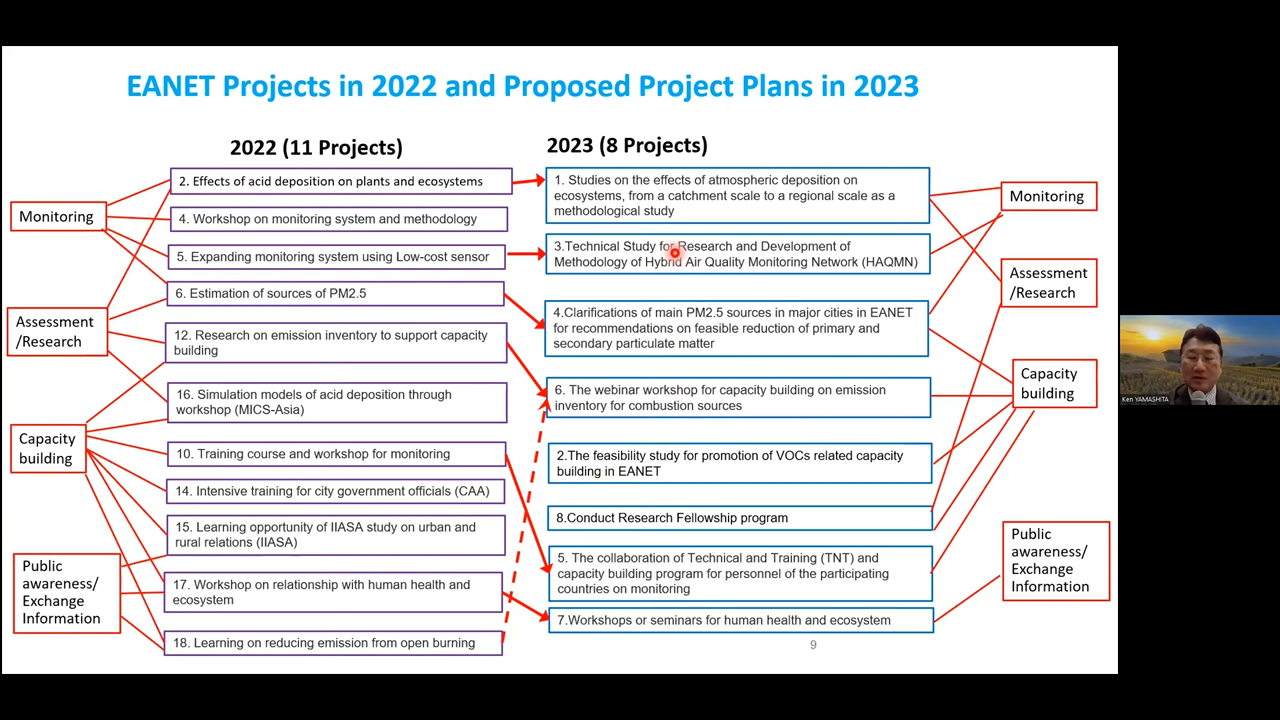 EANET Projects in 2022 and Proposed Project Plans in 2023
2022 (11 Projects)
2. Effects of acid deposition on plants and ecosystems
4. Workshop on monitoring system and methodology
5. Expanding monitoring system using Low-cost sensor
6. Estimation of sources of PM2.5
12. Research on emission inventory to support capacity
building
16. Simulation models of acid deposition through
workshop (MICS-Asia)
10. Training course and workshop for monitoring
14. Intensive training for city government officials (CAA)
15. Learning opportunity of IIASA study on urban and
rural relations (IIASA)
17. Workshop on relationship with human health and
ecosystem
18. Learning on reducing emission from open burning
Monitoring
Assessment
/Research
Capacity
building
Public
awareness/
Exchange
Information
2023 (8 Projects)
1. Studies on the effects of atmospheric deposition on
ecosystems, from a catchment scale to a regional scale as a
methodological study
3.Technical Study for Research and Development of
Methodology of Hybrid Air Quality Monitoring Network (HAQMN)
4.Clarifications of main PM2.5 sources in major cities in EANET
for recommendations on feasible reduction of primary and
secondary particulate matter
6. The webinar workshop for capacity building on emission
inventory for combustion sources
2.The feasibility study for promotion of VOCs related capacity
building in EANET
8.Conduct Research Fellowship program
5. The collaboration of Technical and Training (TNT) and
capacity building program for personnel of the participating
countries on monitoring
7.Workshops or seminars for human health and ecosystem
Monitoring
Assessment
/Research
Capacity
building
Public
awareness/
Exchange
Information
9
Ken YAMASHITA